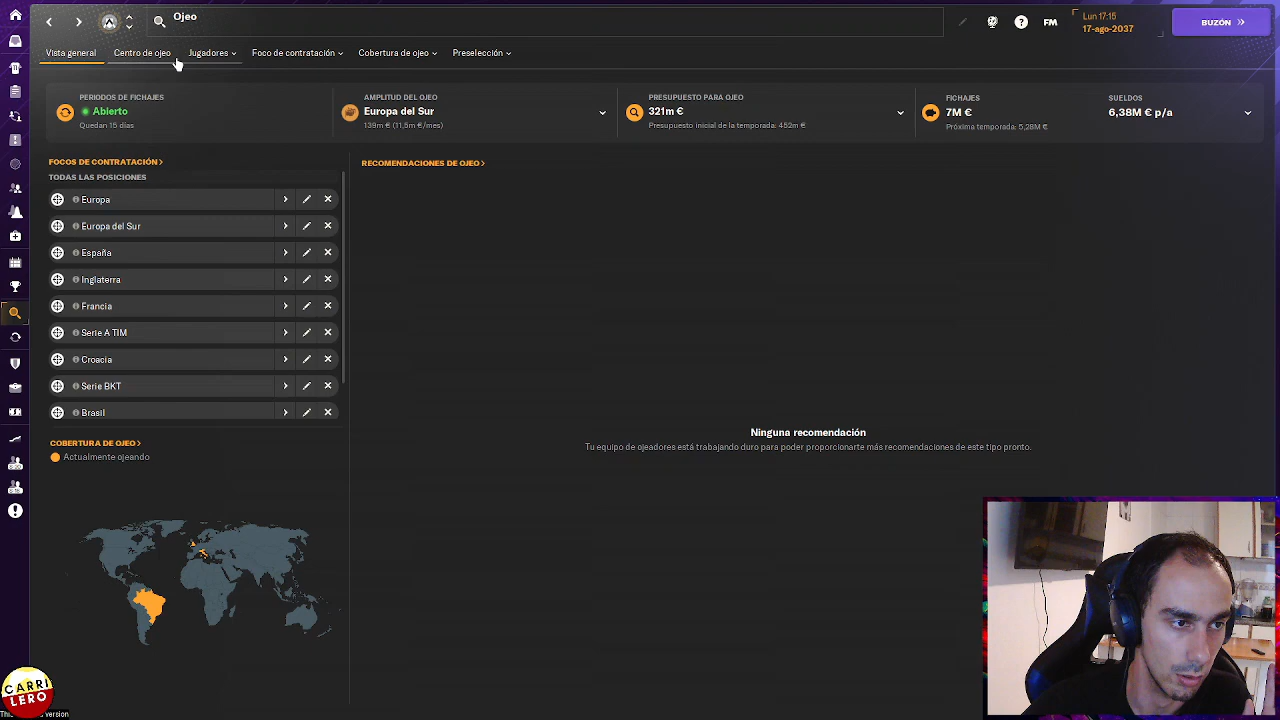 Ojeo
FM
Lun 17:15
17-ago-2037
BUZÓN
Vista general
Centro de ojeo
Jugadores
Foco de contratación
Cobertura de ojeo
Preselección
PERIODOS DE FICHAJES
Abierto
Quedan 15 días
AMPLITUD DEL OJEO
Europa del Sur
139m € (11,5m €/mes)
PRESUPUESTO PARA OJEO
321m €
Presupuesto inicial de la temporada: 452m €
FICHAJES
7M €
Próxima temporada: 5,28M €
SUELDOS
6,38M € p/a
FOCOS DE CONTRATACIÓN
TODAS LAS POSICIONES
Europa
Europa del Sur
España
Inglaterra
Francia
Serie A TIM
Croacia
Serie BKT
Brasil
COBERTURA DE OJEO
Actualmente ojeando
RECOMENDACIONES DE OJEO
Ninguna recomendación
Tu equipo de ojeadores está trabajando duro para poder proporcionarte más recomendaciones de este tipo pronto.
CARRI
LERO